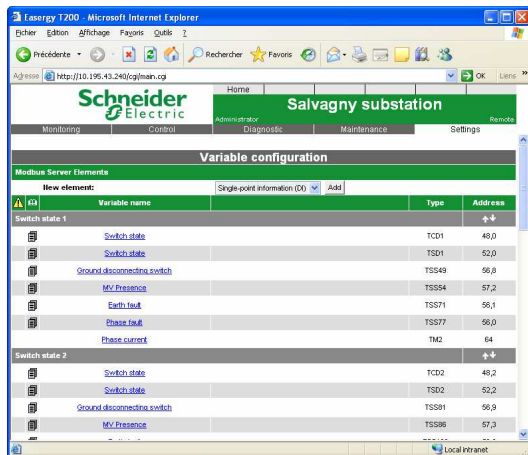 Easergy T200 - Microsoft Internet Explorer
Fichier Edition Affichage Favoris Outils ?
Précédente Rechercher Favoris
Adresse http://10.195.43.240/cgi/main.cgi OK Liens »
Schneider Electric
Home
Salvagny substation
Administrator Remote
Monitoring Control Diagnostic Maintenance Settings
Variable configuration
Modbus Server Elements
New element: Single-point information (DI) Add
Variable name Type Address
Switch state 1
Switch state TCD1 48,0
Switch state TSD1 52,0
Ground disconnecting switch TSS49 56,8
MV Presence TSS54 57,2
Earth fault TSS71 56,1
Phase fault TSS77 56,0
Phase current TM2 64
Switch state 2
Switch state TCD2 48,2
Switch state TSD2 52,2
Ground disconnecting switch TSS81 56,9
MV Presence TSS86 57,3
Local intranet